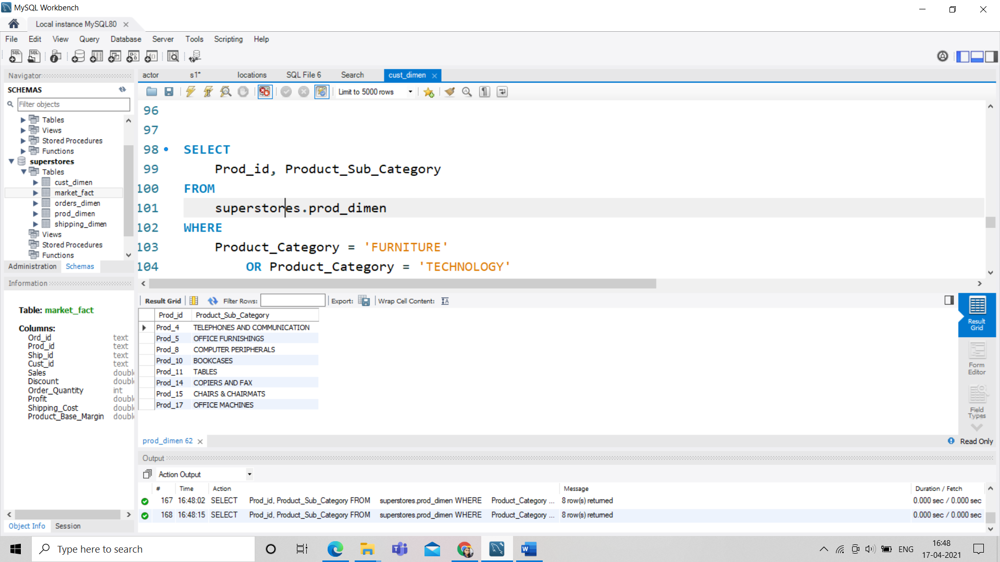 MySQL Workbench
Local instance MySQL80
File Edit View Query Database Server Tools Scripting Help
Navigator
SCHEMAS
Filter objects
Tables
Views
Stored Procedures
Functions
superstores
Tables
cust_dimen
market_fact
orders_dimen
prod_dimen
shipping_dimen
Views
Stored Procedures
Functions
Administration Schemas
Information
Table: market_fact
Columns:
Ord_id text
Prod_id text
Ship_id text
Cust_id text
Sales doubl
Discount doubl
Order_Quantity int
Profit doubl
Shipping_Cost doubl
Product_Base_Margin doubl
Object Info Session
actor s1* locations SQL File 6 Search cust_dimen
Limit to 5000 rows
96
97
98 SELECT
99 Prod_id, Product_Sub_Category
100 FROM
101 superstores.prod_dimen
102 WHERE
103 Product_Category = 'FURNITURE'
104 OR Product_Category = 'TECHNOLOGY'
Result Grid Filter Rows: Export: Wrap Cell Content:
Prod_id Product_Sub_Category
Prod_4 TELEPHONES AND COMMUNICATION
Prod_5 OFFICE FURNISHINGS
Prod_8 COMPUTER PERIPHERALS
Prod_10 BOOKCASES
Prod_11 TABLES
Prod_14 COPIERS AND FAX
Prod_15 CHAIRS & CHAIRMATS
Prod_17 OFFICE MACHINES
Result
Grid
Form
Editor
Field
Types
prod_dimen 62
Read Only
Output
Action Output
# Time Action Message Duration / Fetch
167 16:48:02 SELECT Prod_id, Product_Sub_Category FROM superstores.prod_dimen WHERE Product_Category ... 8 row(s) returned 0.000 sec / 0.000 sec
168 16:48:15 SELECT Prod_id, Product_Sub_Category FROM superstores.prod_dimen WHERE Product_Category ... 8 row(s) returned 0.000 sec / 0.000 sec
Type here to search
ENG
16:48
17-04-2021